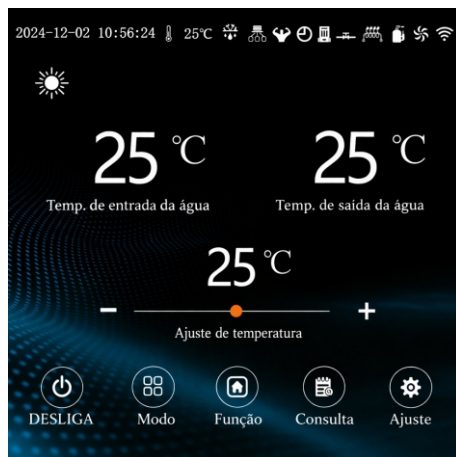 2024-12-02 10:56:24 25℃
25 ℃ 25 ℃
Temp. de entrada da água Temp. de saída da água
25 ℃
− +
Ajuste de temperatura
DESLIGA Modo Função Consulta Ajuste